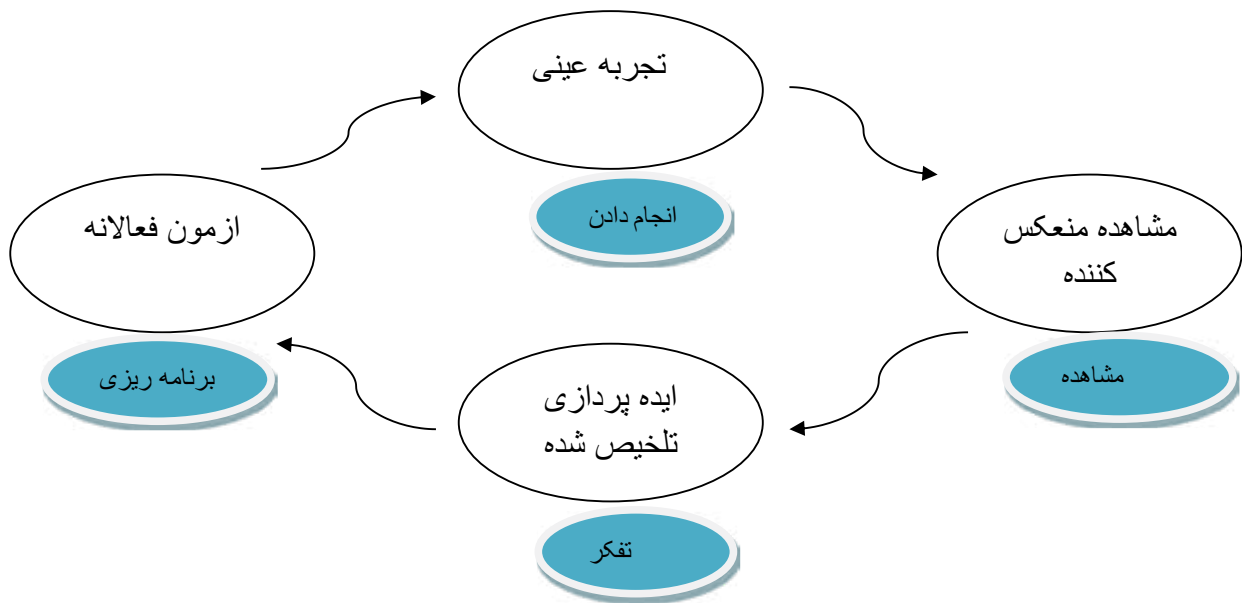 تجربه عینی
انجام دادن
مشاهده منعکس
کننده
مشاهده
ایده پردازی
تلخیص شده
تفکر
ازمون فعالانه
برنامه ریزی